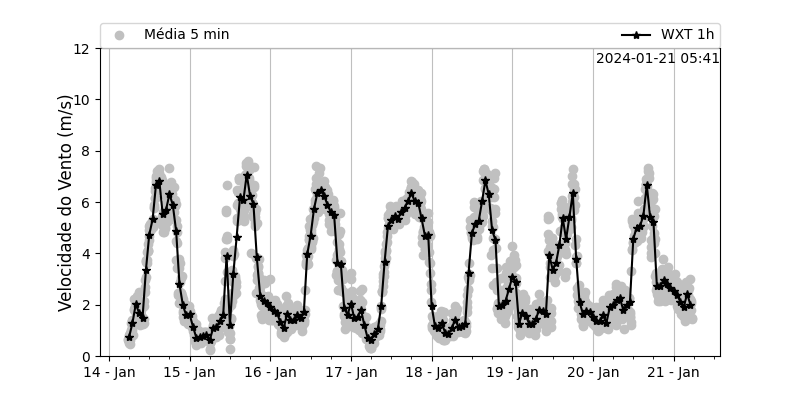 Média 5 min
WXT 1h
2024-01-21 05:41
Velocidade do Vento (m/s)
12
10
8
6
4
2
0
14 - Jan
15 - Jan
16 - Jan
17 - Jan
18 - Jan
19 - Jan
20 - Jan
21 - Jan